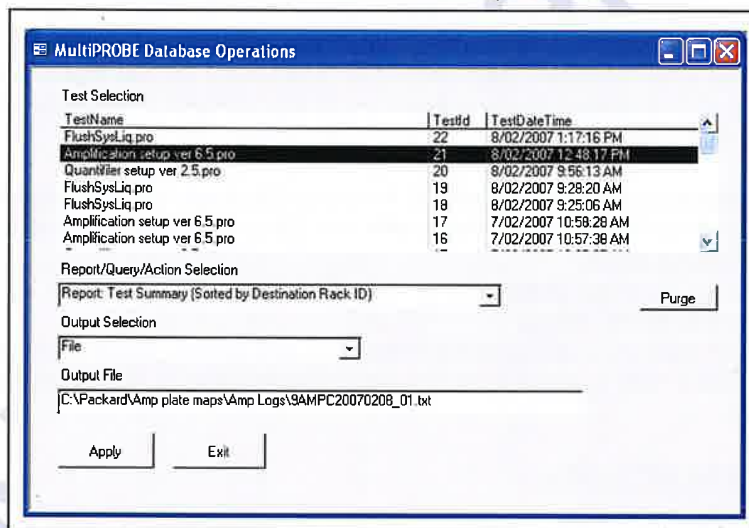 MultiPROBE Database Operations
Test Selection
TestName TestId TestDateTime
FlushSysLiq.pro 22 8/02/2007 1:17:16 PM
Amplification setup ver 6.5.pro 21 8/02/2007 12:48:17 PM
Quantifiler setup ver 2.5.pro 20 8/02/2007 9:56:13 AM
FlushSysLiq.pro 19 8/02/2007 9:28:20 AM
FlushSysLiq.pro 18 8/02/2007 9:25:06 AM
Amplification setup ver 6.5.pro 17 7/02/2007 10:58:28 AM
Amplification setup ver 6.5.pro 16 7/02/2007 10:57:38 AM
Report/Query/Action Selection
Report: Test Summary (Sorted by Destination Rack ID)
Purge
Output Selection
File
Output File
C:\Packard\Amp plate maps\Amp Logs\9AMPC20070208_01.txt
Apply Exit